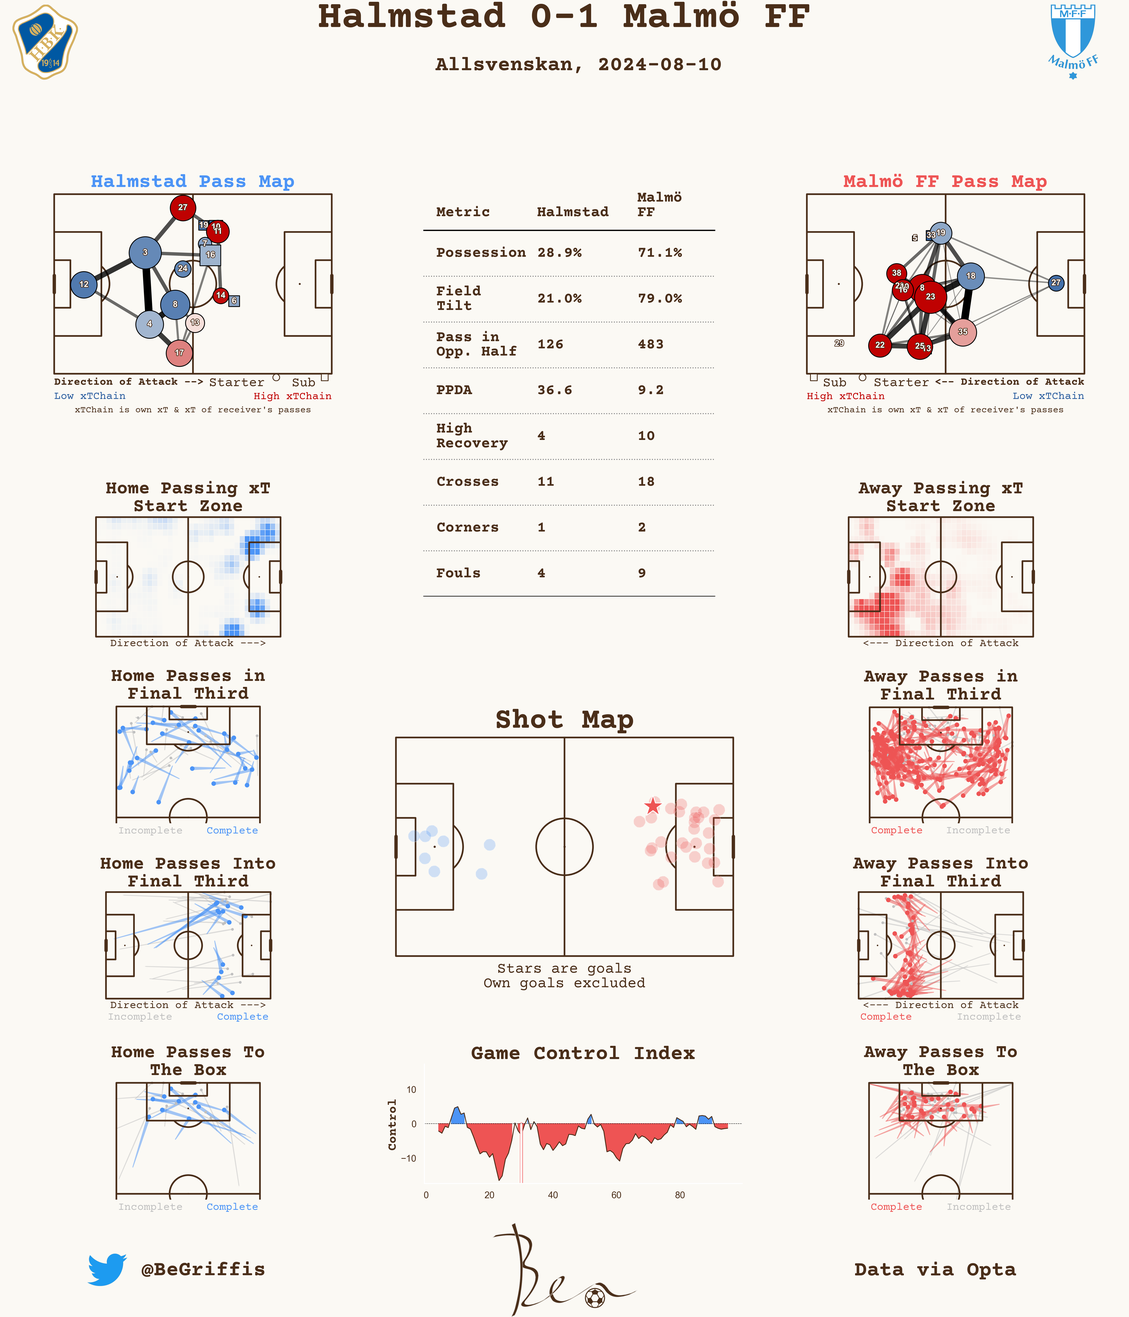 Halmstad 0-1 Malmö FF
Allsvenskan, 2024-08-10
H.B.K
1914
M-F-F
Malmö FF
Halmstad Pass Map
27
19
10
11
7
3
16
24
12
14
6
8
4
13
17
Direction of Attack --> Starter Sub
Low xTChain High xTChain
xTChain is own xT & xT of receiver's passes
Metric Halmstad Malmö FF
Possession 28.9% 71.1%
Field Tilt 21.0% 79.0%
Pass in Opp. Half 126 483
PPDA 36.6 9.2
High Recovery 4 10
Crosses 11 18
Corners 1 2
Fouls 4 9
Malmö FF Pass Map
5
33
19
38
18
27
16
8
23
35
29
22
25
13
Sub Starter <-- Direction of Attack
High xTChain Low xTChain
xTChain is own xT & xT of receiver's passes
Home Passing xT
Start Zone
Direction of Attack --->
Away Passing xT
Start Zone
<--- Direction of Attack
Home Passes in
Final Third
Incomplete Complete
Away Passes in
Final Third
Complete Incomplete
Shot Map
Stars are goals
Own goals excluded
Home Passes Into
Final Third
Direction of Attack --->
Incomplete Complete
Away Passes Into
Final Third
<--- Direction of Attack
Complete Incomplete
Home Passes To
The Box
Incomplete Complete
Game Control Index
Control
10
0
−10
0 20 40 60 80
Away Passes To
The Box
Complete Incomplete
@BeGriffis
Ben
Data via Opta